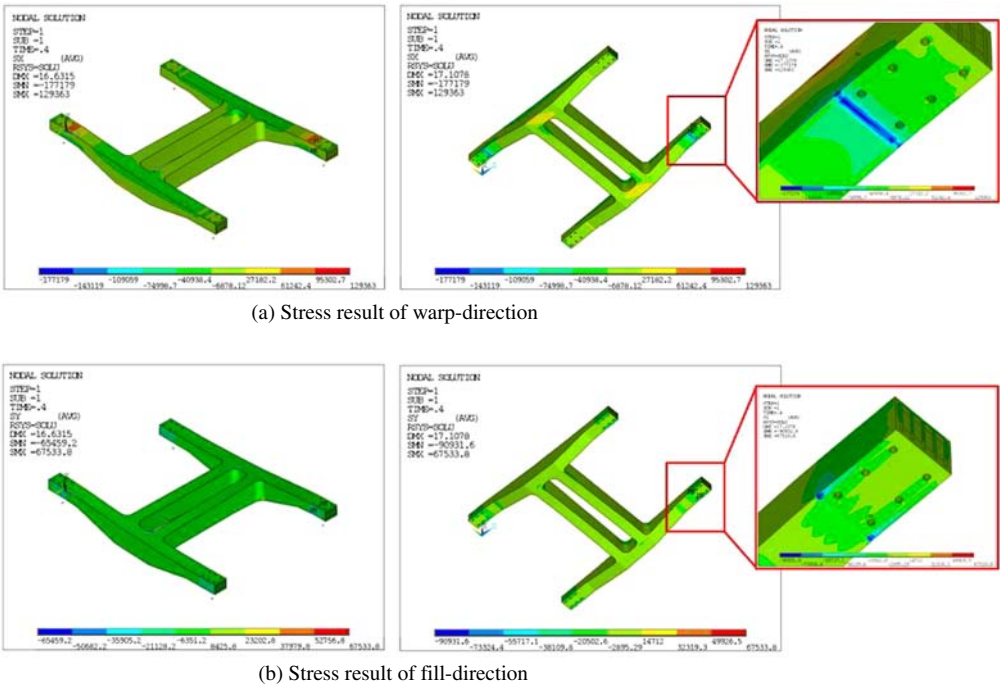 NODAL SOLUTION
STEP=1
SUB =1
TIME=.4
SX (AVG)
RSYS=SOLU
DMX =16.6315
SMN =-177179
SMX =129363
-177179 -109059 -40938.4 27182.2 95302.7
-143119 -74998.7 -6878.12 61242.4 129363
NODAL SOLUTION
STEP=1
SUB =1
TIME=.4
SX (AVG)
RSYS=SOLU
DMX =17.1078
SMN =-177179
SMX =129363
-177179 -109059 -40938.4 27182.2 95302.7
-143119 -74998.7 -6878.12 61242.4 129363
NODAL SOLUTION
(a) Stress result of warp-direction
NODAL SOLUTION
STEP=1
SUB =1
TIME=.4
SY (AVG)
RSYS=SOLU
DMX =16.6315
SMN =-65459.2
SMX =67533.8
-65459.2 -35905.2 -6351.2 23202.8 52756.8
-50682.2 -21128.2 8425.8 37979.8 67533.8
NODAL SOLUTION
STEP=1
SUB =1
TIME=.4
SY (AVG)
RSYS=SOLU
DMX =17.1078
SMN =-90931.6
SMX =67533.8
-90931.6 -55717.1 -20502.6 14712 49926.5
-73324.4 -38109.8 -2895.29 32319.3 67533.8
NODAL SOLUTION
(b) Stress result of fill-direction